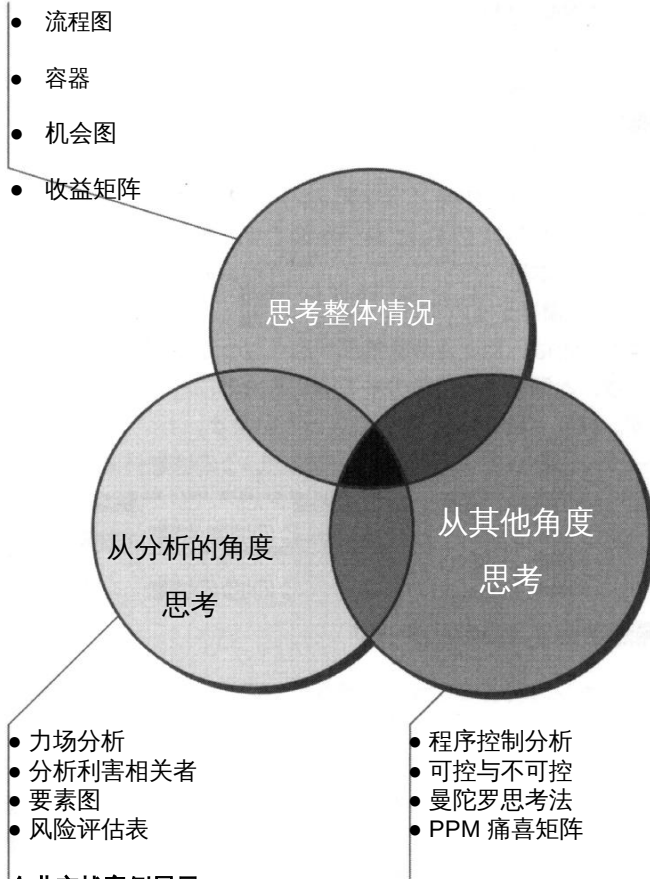 ● 流程图
● 容器
● 机会图
● 收益矩阵
思考整体情况
从分析的角度
思考
从其他角度
思考
● 力场分析
● 分析利害相关者
● 要素图
● 风险评估表
● 程序控制分析
● 可控与不可控
● 曼陀罗思考法
● PPM 痛喜矩阵